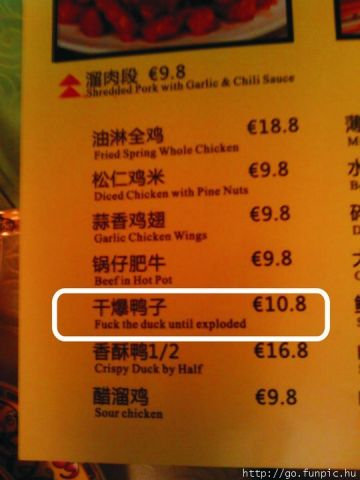 溜肉段 €9.8
Shredded Pork with Garlic & Chili Sauce
油淋全鸡 €18.8
Fried Spring Whole Chicken
松仁鸡米 €9.8
Diced Chicken with Pine Nuts
蒜香鸡翅 €9.8
Garlic Chicken Wings
锅仔肥牛 €9.8
Beef in Hot Pot
干爆鸭子 €10.8
Fuck the duck until exploded
香酥鸭1/2 €16.8
Crispy Duck by Half
醋溜鸡 €9.8
Sour chicken
http://go.funpic.hu